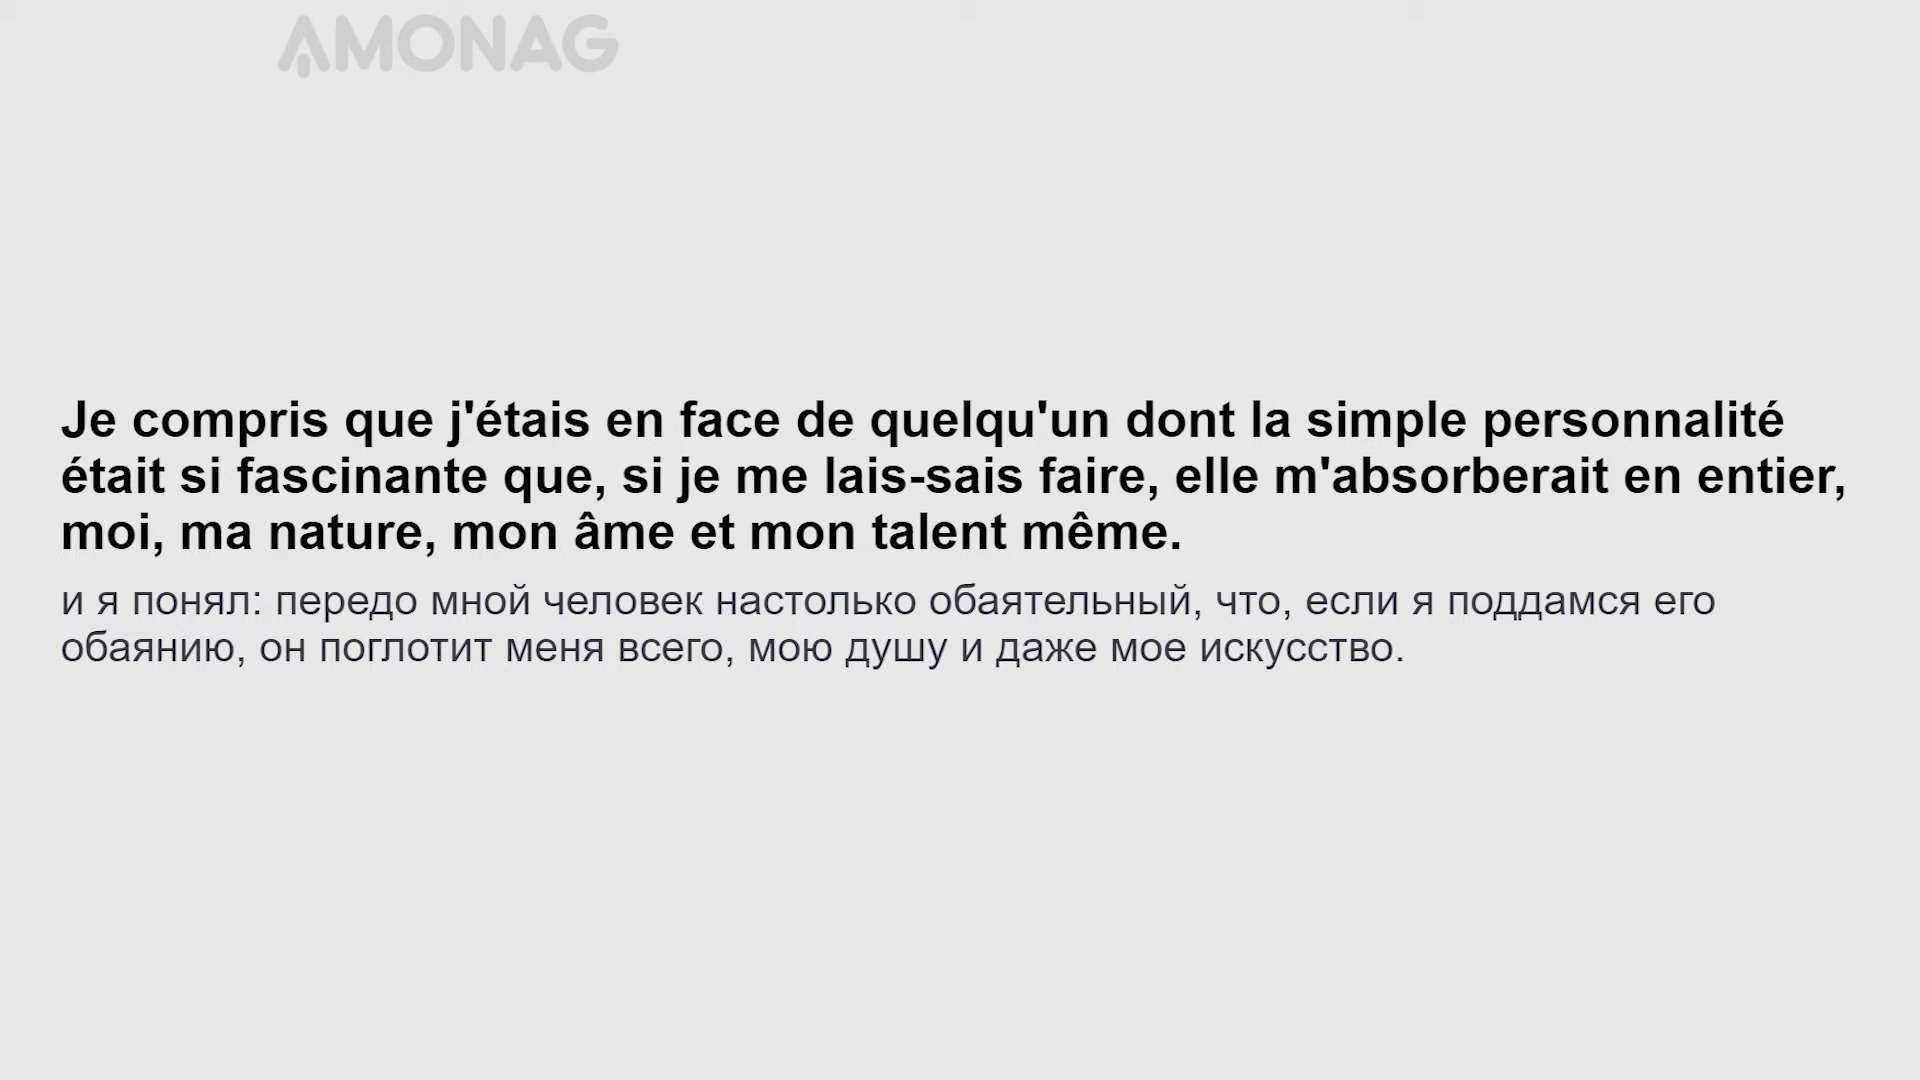 AMONAG
Je compris que j'étais en face de quelqu'un dont la simple personnalité
était si fascinante que, si je me lais-sais faire, elle m'absorberait en entier,
moi, ma nature, mon âme et mon talent même.
и я понял: передо мной человек настолько обаятельный, что, если я поддамся его
обаянию, он поглотит меня всего, мою душу и даже мое искусство.